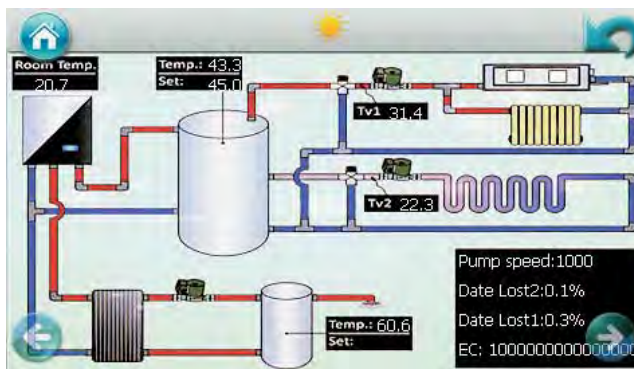 Room Temp.
20.7
Temp.: 43.3
Set: 45.0
Tv1 31.4
Tv2 22.3
Temp.: 60.6
Set:
Pump speed:1000
Date Lost2:0.1%
Date Lost1:0.3%